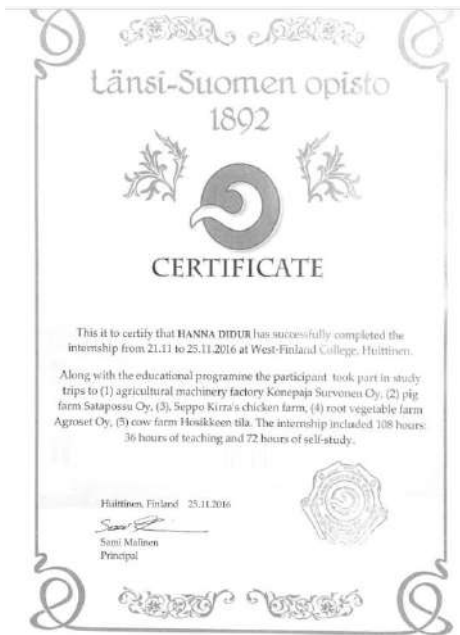 Länsi-Suomen opisto
1892
CERTIFICATE
This it to certify that HANNA DIDUR has successfully completed the
internship from 21.11 to 25.11.2016 at West-Finland College, Huittinen.
Along with the educational programme the participant took part in study
trips to (1) agricultural machinery factory Konepaja Survonen Oy, (2) pig
farm Satapossu Oy, (3), Seppo Kirra's chicken farm, (4) root vegetable farm
Agroset Oy, (5) cow farm Hosikkeen tila. The internship included 108 hours:
36 hours of teaching and 72 hours of self-study.
Huittinen, Finland 25.11.2016
Sami Malinen
Principal